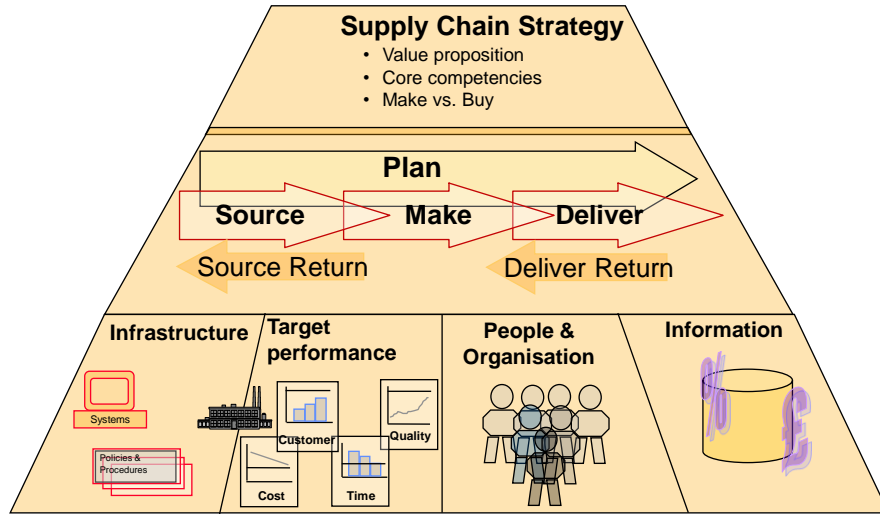 Supply Chain Strategy
• Value proposition
• Core competencies
• Make vs. Buy
Plan
Source
Make
Deliver
Source Return
Deliver Return
Infrastructure
Systems
Policies &
Procedures
Target
performance
Customer
Quality
Cost
Time
People &
Organisation
Information
%
£